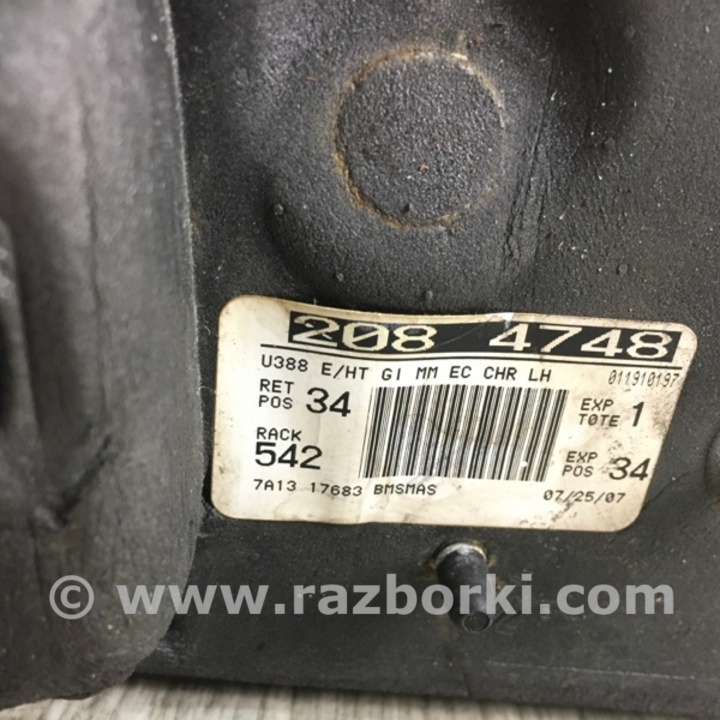 208 4748
U388 E/HT GI MM EC CHR LH 011910197
RET POS 34
EXP TOTE 1
RACK 542
EXP POS 34
7A13 17683 BMSMAS 07/25/07
© www.razborki.com